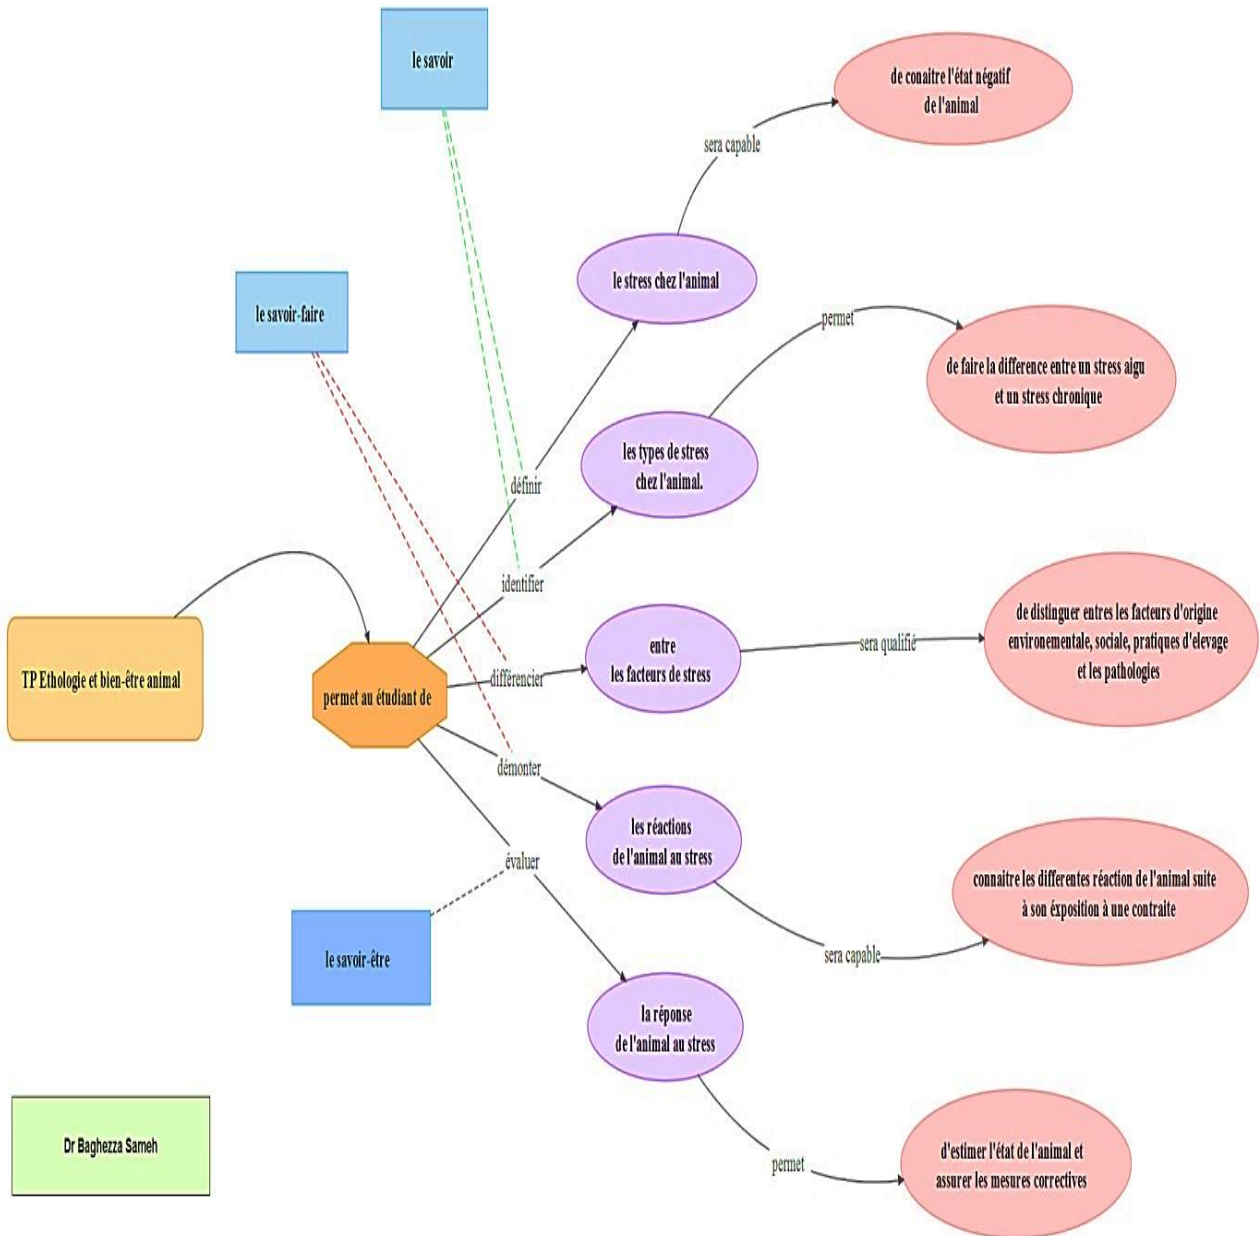 le savoir
de conaitre l'état négatif
de l'animal
sera capable
le stress chez l'animal
le savoir-faire
permet
de faire la difference entre un stress aigu
et un stress chronique
les types de stress
chez l'animal.
définir
identifier
TP Ethologie et bien-être animal
permet au étudiant de
différencier
entre
les facteurs de stress
sera qualifié
de distinguer entres les facteurs d'origine
environementale, sociale, pratiques d'elevage
et les pathologies
démonter
les réactions
de l'animal au stress
sera capable
connaitre les differentes réaction de l'animal suite
à son éxposition à une contraite
évaluer
le savoir-être
la réponse
de l'animal au stress
permet
d'estimer l'état de l'animal et
assurer les mesures correctives
Dr Baghezza Sameh